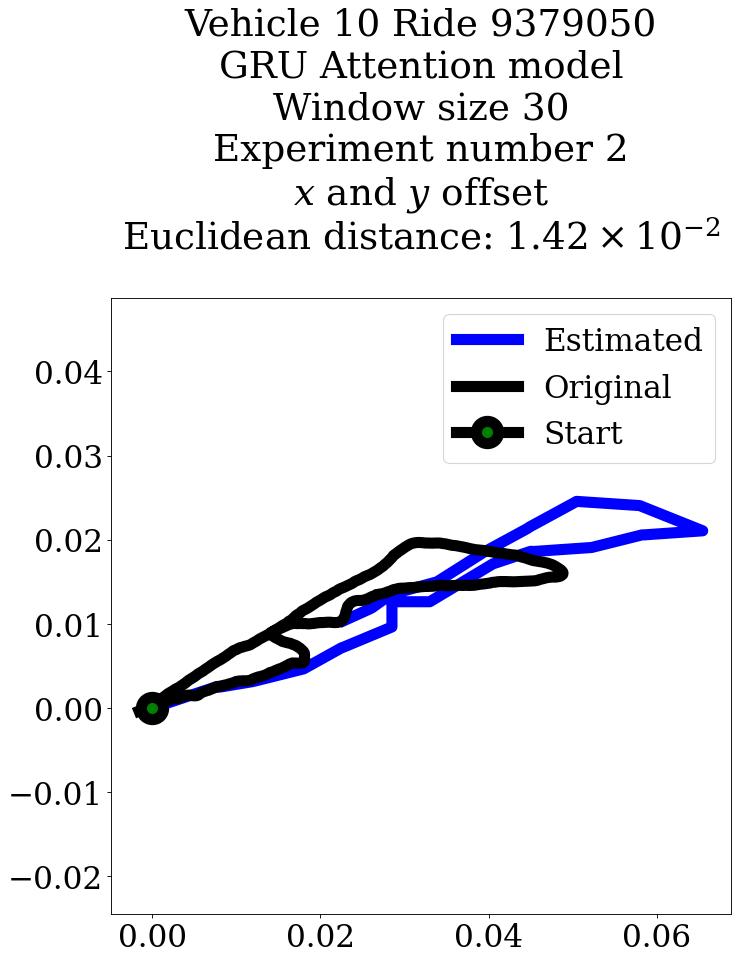 Vehicle 10 Ride 9379050
GRU Attention model
Window size 30
Experiment number 2
x and y offset
Euclidean distance: 1.42 × 10⁻²
Estimated
Original
Start
0.04
0.03
0.02
0.01
0.00
−0.01
−0.02
0.00 0.02 0.04 0.06